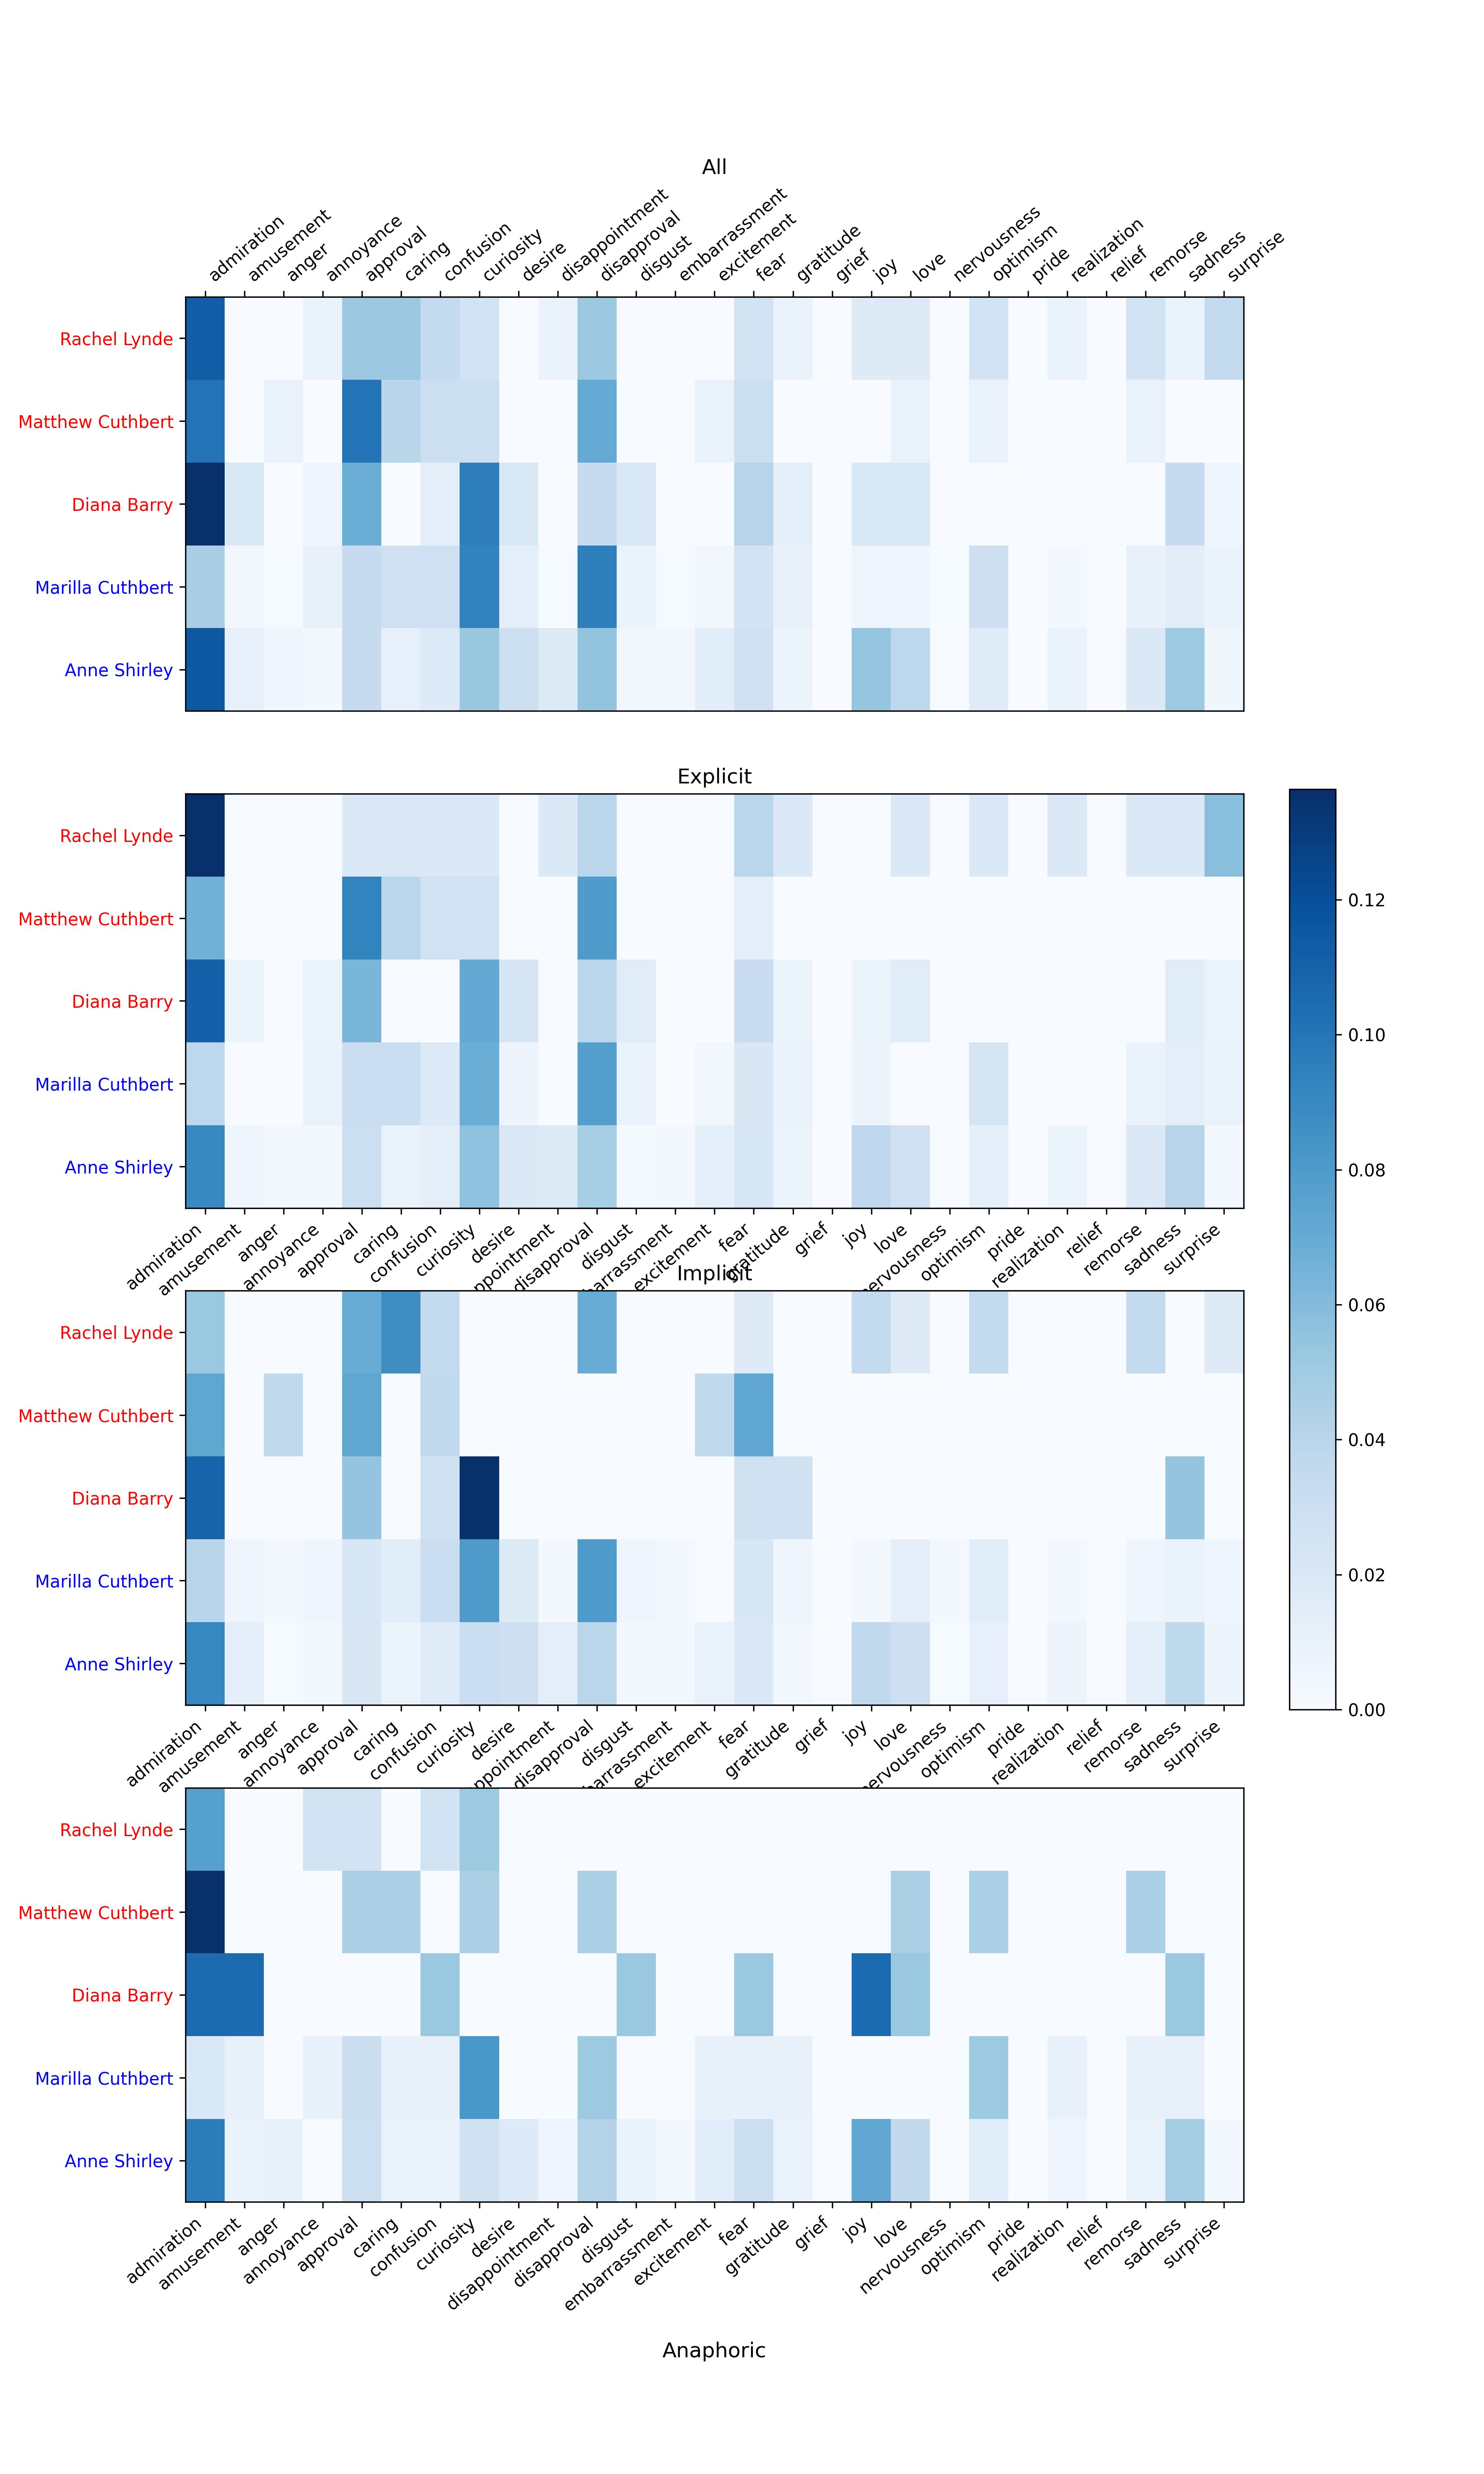 All
admiration
amusement
anger
annoyance
approval
caring
confusion
curiosity
desire
disappointment
disapproval
disgust
embarrassment
excitement
fear
gratitude
grief
joy
love
nervousness
optimism
pride
realization
relief
remorse
sadness
surprise
Rachel Lynde
Matthew Cuthbert
Diana Barry
Marilla Cuthbert
Anne Shirley
Explicit
Rachel Lynde
Matthew Cuthbert
Diana Barry
Marilla Cuthbert
Anne Shirley
admiration
amusement
anger
annoyance
approval
caring
confusion
curiosity
desire
ppointment
disapproval
disgust
barrassment
excitement
fear
gratitude
grief
joy
love
nervousness
optimism
pride
realization
relief
remorse
sadness
surprise
0.12
0.10
0.08
0.06
0.04
0.02
0.00
Implicit
Rachel Lynde
Matthew Cuthbert
Diana Barry
Marilla Cuthbert
Anne Shirley
admiration
amusement
anger
annoyance
approval
caring
confusion
curiosity
desire
ppointment
disapproval
disgust
barrassment
excitement
fear
gratitude
grief
joy
love
nervousness
optimism
pride
realization
relief
remorse
sadness
surprise
Rachel Lynde
Matthew Cuthbert
Diana Barry
Marilla Cuthbert
Anne Shirley
admiration
amusement
anger
annoyance
approval
caring
confusion
curiosity
desire
disappointment
disapproval
disgust
embarrassment
excitement
fear
gratitude
grief
joy
love
nervousness
optimism
pride
realization
relief
remorse
sadness
surprise
Anaphoric